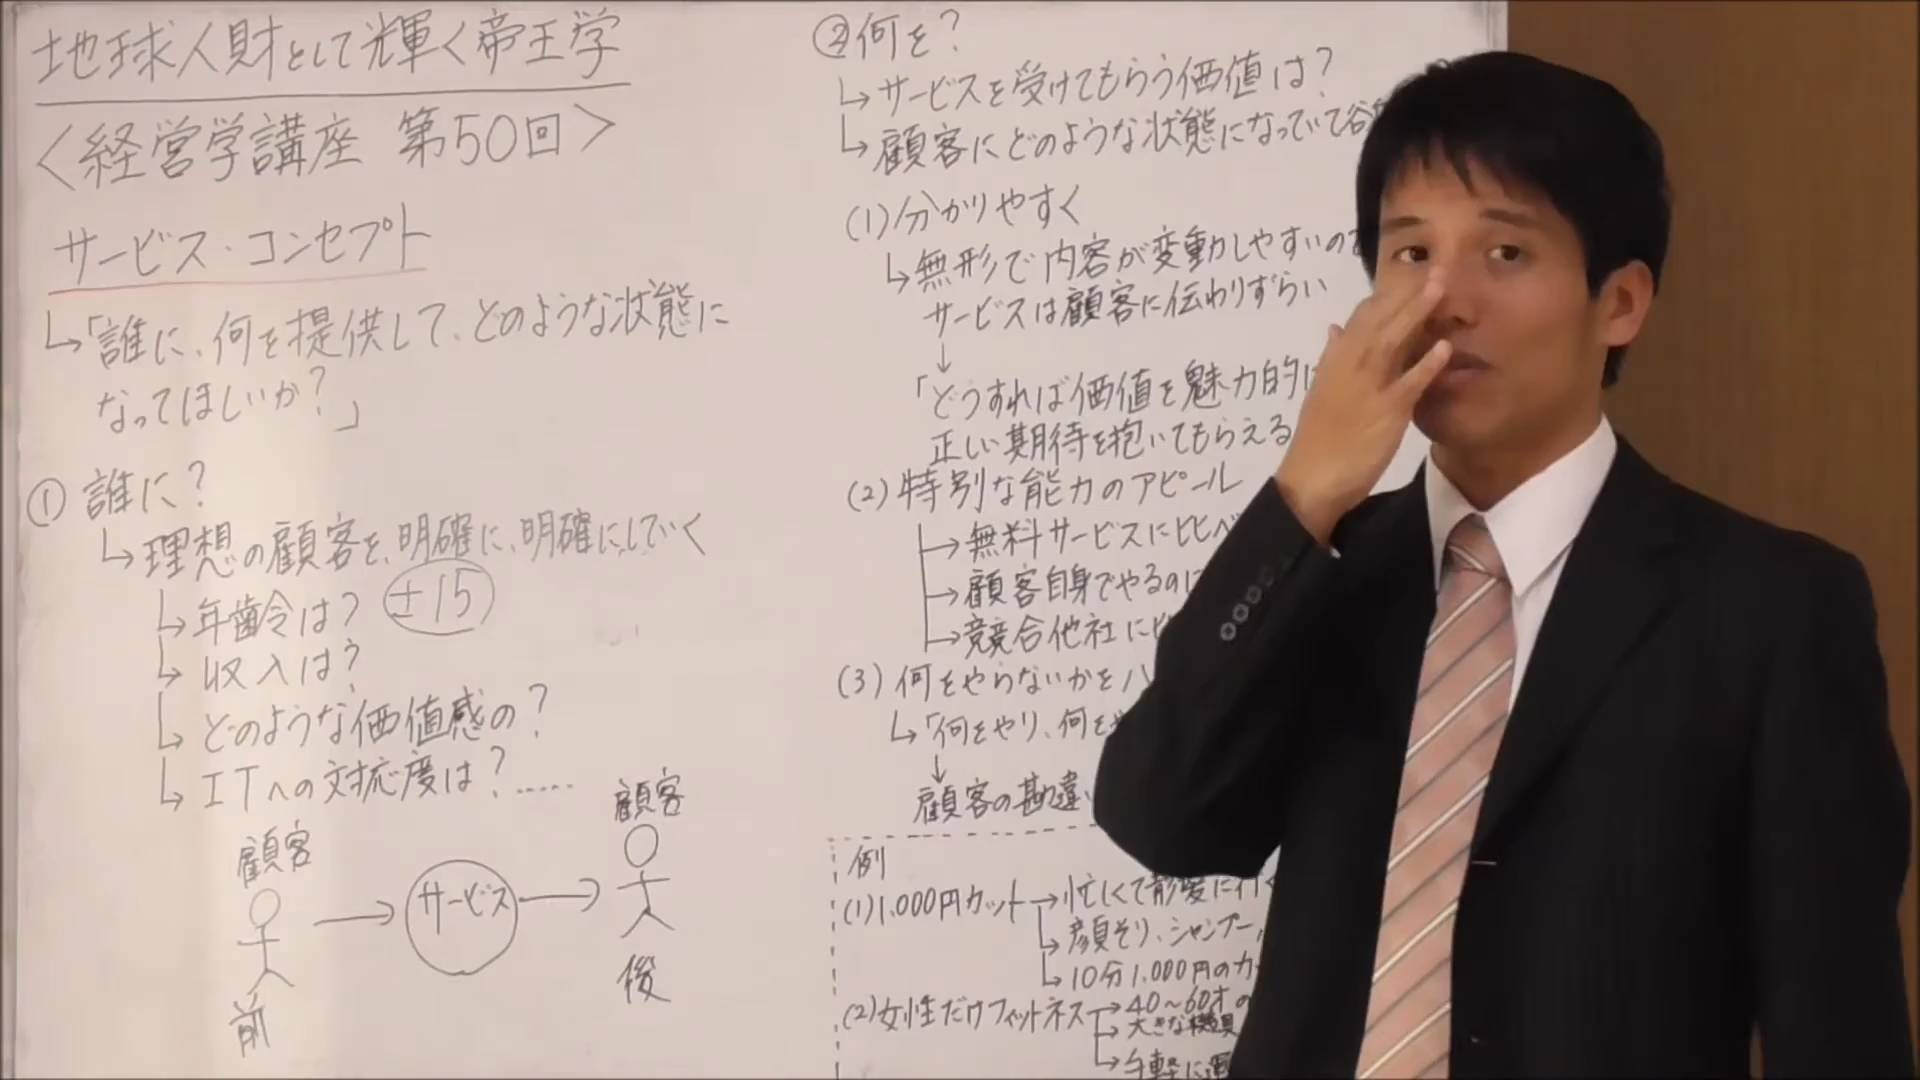 地球人財として輝く帝王学
<経営学講座 第50回>
サービス・コンセプト
↳「誰に、何を提供して、どのような状態に
なってほしいか?」
① 誰に?
↳理想の顧客を、明確に、明確にしていく
↳年齢は? ±15
↳収入は?
↳どのような価値感の?
↳ITへの対応度は?……
顧客
前
サービス
顧客
後
②何を?
↳サービスを受けてもらう価値は?
↳顧客にどのような状態になっていて
(1)分かりやすく
↳無形で内容が変動しやすいの
サービスは顧客に伝わりずらい
↓
「どうすれば価値を魅力的に
正しい期待を抱いてもらえる
(2)特別な能力のアピール
→無料サービスに比べ
→顧客自身でやるのに
→競合他社に比
(3)何をやらないかを
↳「何をやり、何を
↓
顧客の勘違い
例
(1)1,000円カット→忙しくて散髪に行く
↳顔そり、シャンプー、
↳10分1,000円のカ
(2)女性だけフィットネス→40~60才の
→大きな機具
↳手軽に運